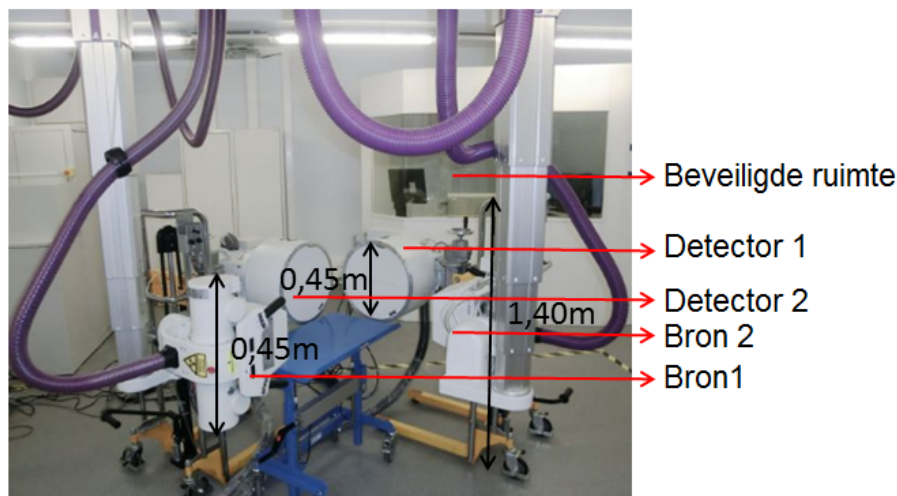 Beveiligde ruimte
Detector 1
0,45m
Detector 2
1,40m
Bron 2
0,45m
Bron1